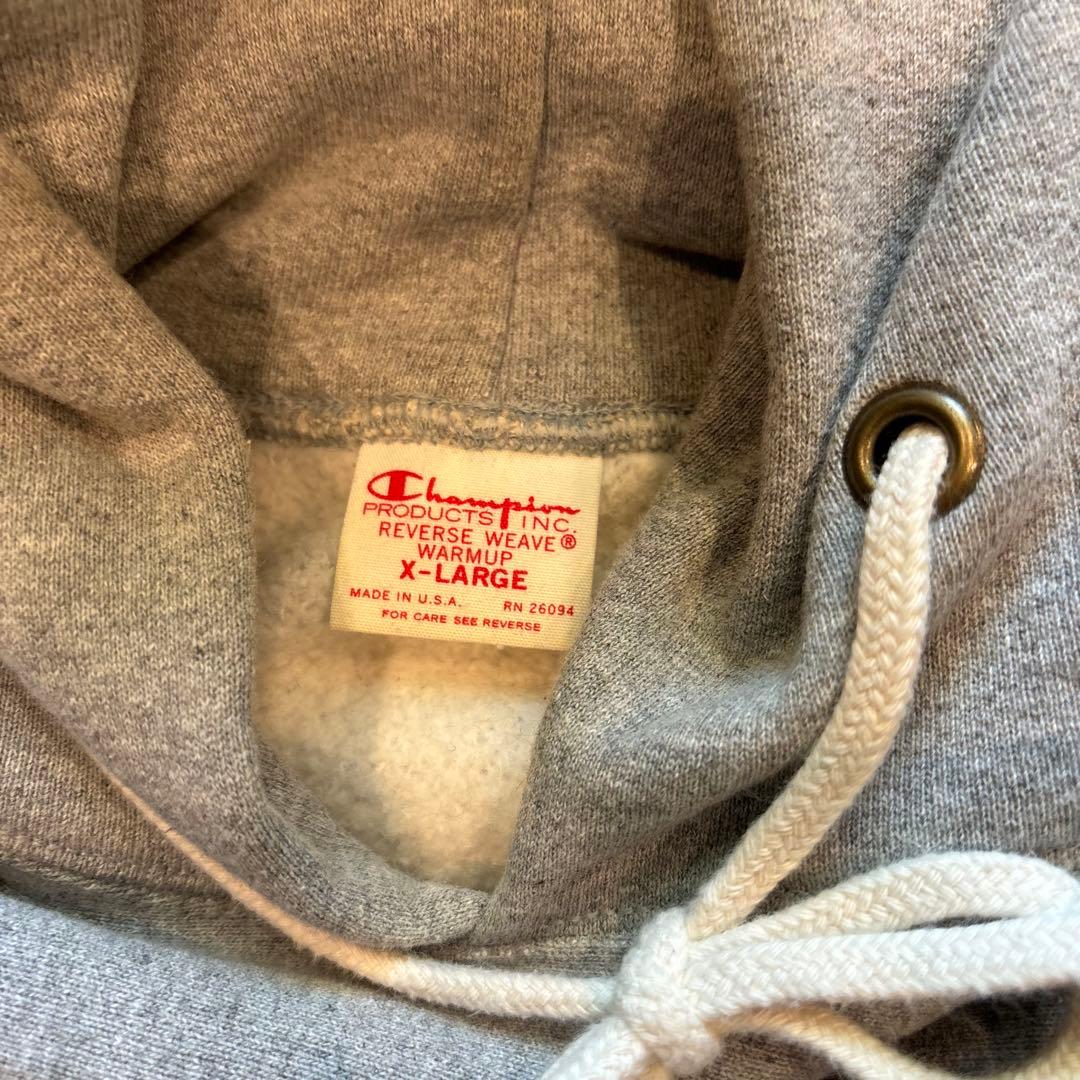 Champion
PRODUCTS INC.
REVERSE WEAVE®
WARMUP
X-LARGE
MADE IN U.S.A. RN 26094
FOR CARE SEE REVERSE